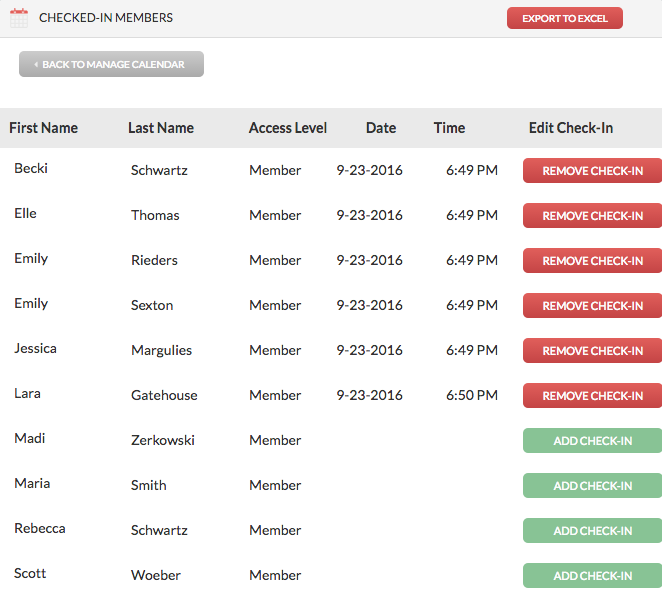 CHECKED-IN MEMBERS EXPORT TO EXCEL
BACK TO MANAGE CALENDAR
First Name Last Name Access Level Date Time Edit Check-In
Becki Schwartz Member 9-23-2016 6:49 PM REMOVE CHECK-IN
Elle Thomas Member 9-23-2016 6:49 PM REMOVE CHECK-IN
Emily Rieders Member 9-23-2016 6:49 PM REMOVE CHECK-IN
Emily Sexton Member 9-23-2016 6:49 PM REMOVE CHECK-IN
Jessica Margulies Member 9-23-2016 6:49 PM REMOVE CHECK-IN
Lara Gatehouse Member 9-23-2016 6:50 PM REMOVE CHECK-IN
Madi Zerkowski Member ADD CHECK-IN
Maria Smith Member ADD CHECK-IN
Rebecca Schwartz Member ADD CHECK-IN
Scott Woeber Member ADD CHECK-IN